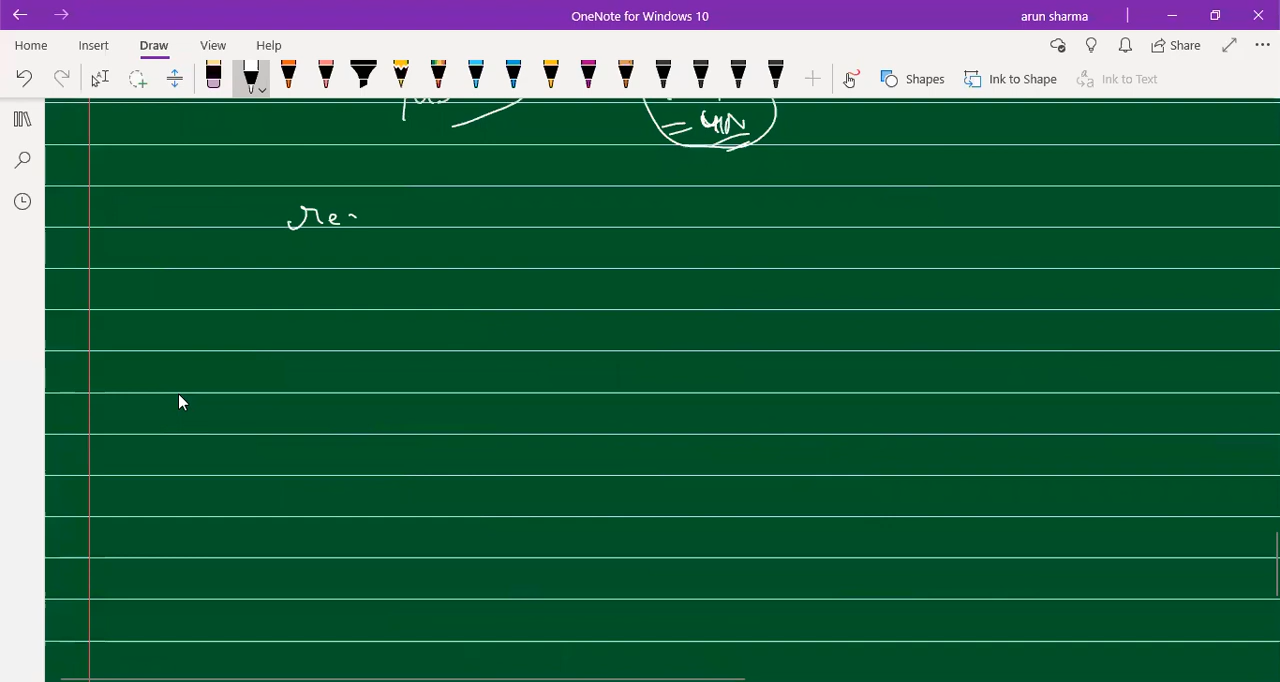 OneNote for Windows 10
arun sharma
Home Insert Draw View Help
Share
Shapes
Ink to Shape
Ink to Text
= 4N